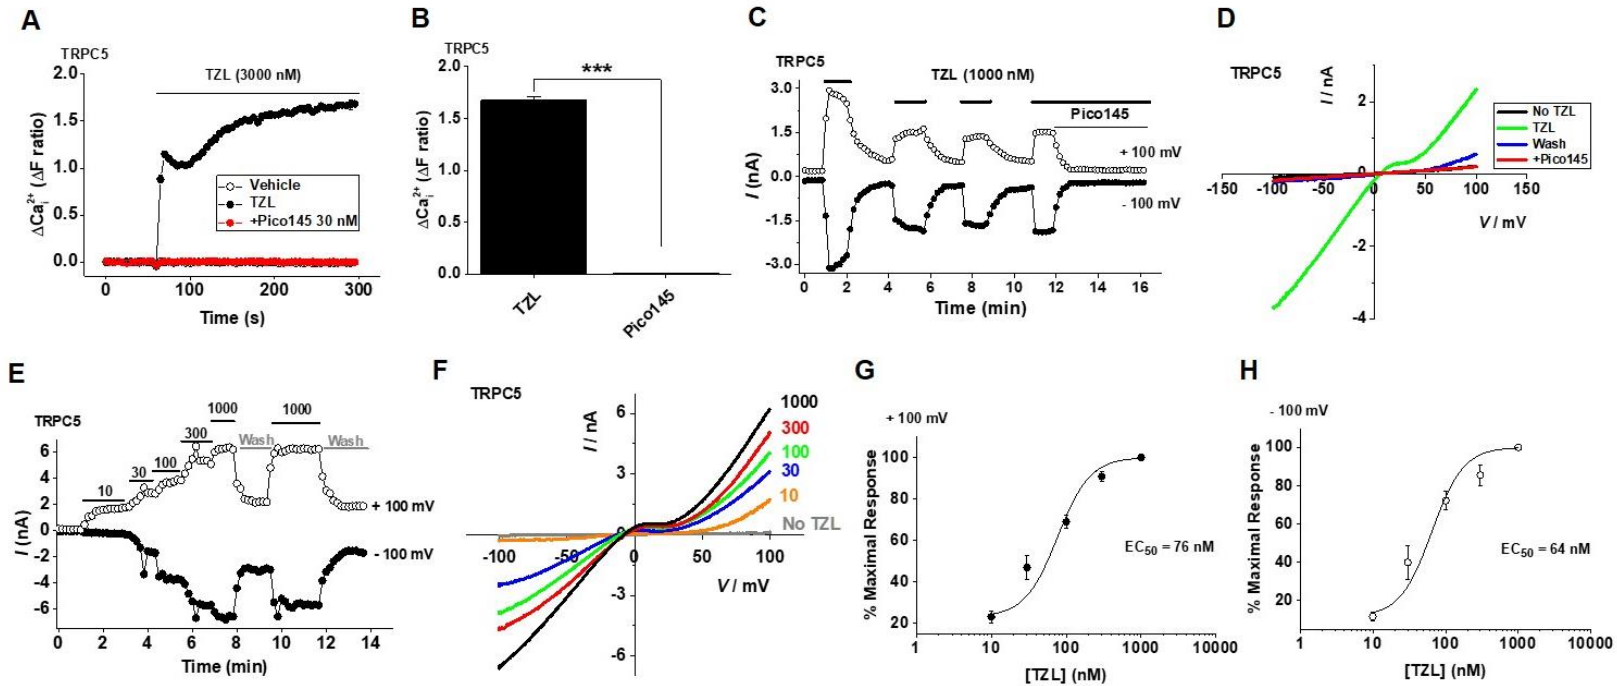 A
TRPC5
TZL (3000 nM)
2.0
1.5
1.0
0.5
0.0
ΔCa²⁺ᵢ (ΔF ratio)
Vehicle
TZL
+Pico145 30 nM
0
100
200
300
Time (s)
B
TRPC5
***
2.0
1.5
1.0
0.5
0.0
ΔCa²⁺ᵢ (ΔF ratio)
TZL
Pico145
C
TRPC5
TZL (1000 nM)
Pico145
3.0
1.5
0.0
-1.5
-3.0
I (nA)
+ 100 mV
- 100 mV
0 2 4 6 8 10 12 14 16
Time (min)
D
TRPC5
I / nA
2
0
-2
-4
-150 -100 -50 0 50 100 150
V / mV
No TZL
TZL
Wash
+Pico145
E
TRPC5
10
30
100
300
1000
Wash
1000
Wash
6
4
2
0
-2
-4
-6
I (nA)
+ 100 mV
- 100 mV
0 2 4 6 8 10 12 14
Time (min)
F
TRPC5
I / nA
6
3
0
-3
-6
1000
300
100
30
10
No TZL
-100 -50 50 100
V / mV
G
+ 100 mV
100
80
60
40
20
% Maximal Response
EC₅₀ = 76 nM
1 10 100 1000 10000
[TZL] (nM)
H
- 100 mV
100
80
60
40
20
% Maximal Response
EC₅₀ = 64 nM
1 10 100 1000 10000
[TZL] (nM)